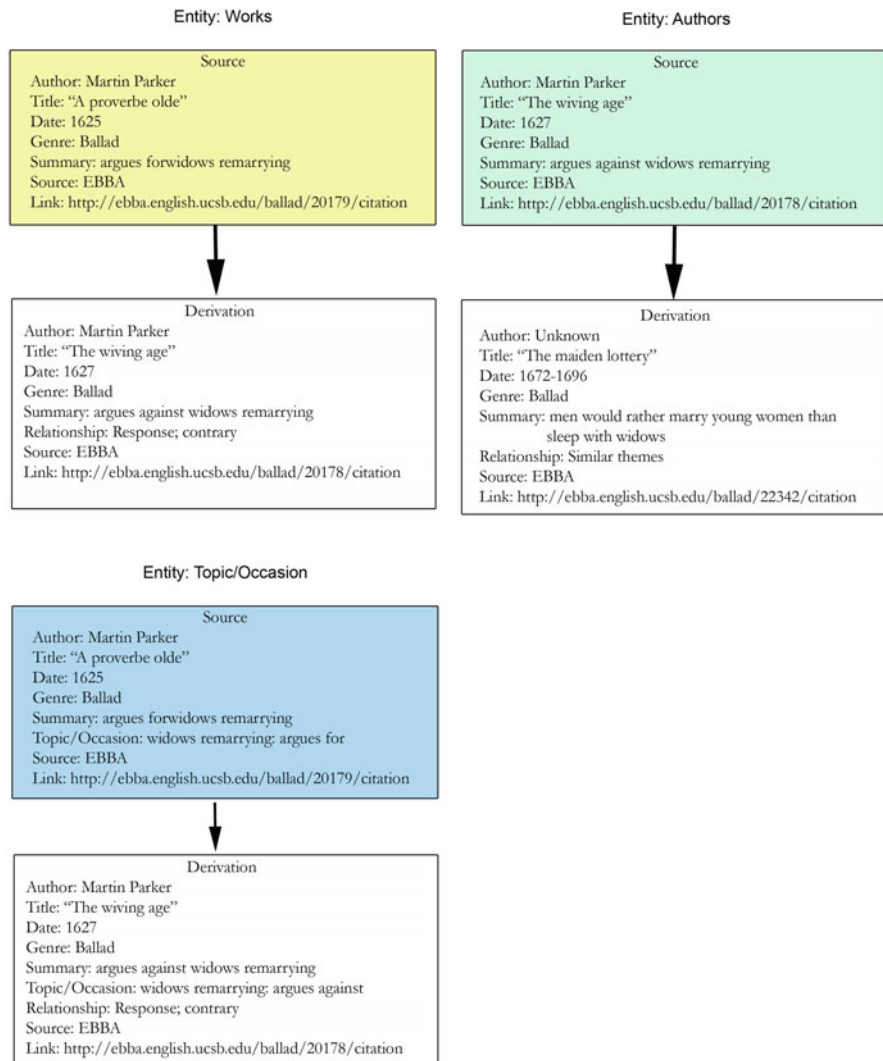 Entity: Works
Source
Author: Martin Parker
Title: “A proverbe olde”
Date: 1625
Genre: Ballad
Summary: argues forwidows remarrying
Source: EBBA
Link: http://ebba.english.ucsb.edu/ballad/20179/citation
Derivation
Author: Martin Parker
Title: “The wiving age”
Date: 1627
Genre: Ballad
Summary: argues against widows remarrying
Relationship: Response; contrary
Source: EBBA
Link: http://ebba.english.ucsb.edu/ballad/20178/citation
Entity: Authors
Source
Author: Martin Parker
Title: “The wiving age”
Date: 1627
Genre: Ballad
Summary: argues against widows remarrying
Source: EBBA
Link: http://ebba.english.ucsb.edu/ballad/20178/citation
Derivation
Author: Unknown
Title: “The maiden lottery”
Date: 1672-1696
Genre: Ballad
Summary: men would rather marry young women than
sleep with widows
Relationship: Similar themes
Source: EBBA
Link: http://ebba.english.ucsb.edu/ballad/22342/citation
Entity: Topic/Occasion
Source
Author: Martin Parker
Title: “A proverbe olde”
Date: 1625
Genre: Ballad
Summary: argues forwidows remarrying
Topic/Occasion: widows remarrying: argues for
Source: EBBA
Link: http://ebba.english.ucsb.edu/ballad/20179/citation
Derivation
Author: Martin Parker
Title: “The wiving age”
Date: 1627
Genre: Ballad
Summary: argues against widows remarrying
Topic/Occasion: widows remarrying: argues against
Relationship: Response; contrary
Source: EBBA
Link: http://ebba.english.ucsb.edu/ballad/20178/citation